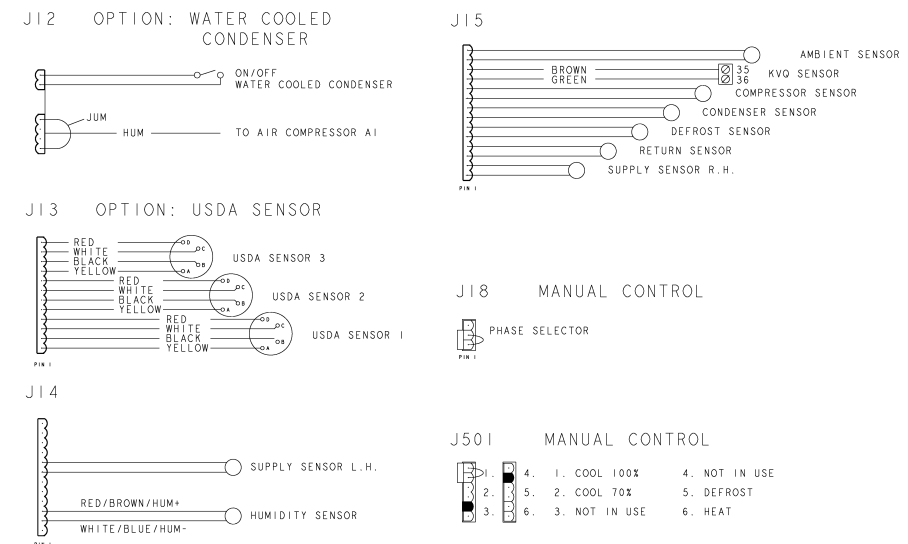 J12 OPTION: WATER COOLED
CONDENSER
ON/OFF
WATER COOLED CONDENSER
JUM
HUM
TO AIR COMPRESSOR A1
J13 OPTION: USDA SENSOR
RED
WHITE
BLACK
YELLOW
D
C
B
A
USDA SENSOR 3
RED
WHITE
BLACK
YELLOW
D
C
B
A
USDA SENSOR 2
RED
WHITE
BLACK
YELLOW
D
C
B
A
USDA SENSOR 1
PIN 1
J14
SUPPLY SENSOR L.H.
RED/BROWN/HUM+
HUMIDITY SENSOR
WHITE/BLUE/HUM-
PIN 1
J15
AMBIENT SENSOR
BROWN 35
GREEN 36
KVQ SENSOR
COMPRESSOR SENSOR
CONDENSER SENSOR
DEFROST SENSOR
RETURN SENSOR
SUPPLY SENSOR R.H.
PIN 1
J18 MANUAL CONTROL
PHASE SELECTOR
PIN 1
J501 MANUAL CONTROL
1. 4. 1. COOL 100% 4. NOT IN USE
2. 5. 2. COOL 70% 5. DEFROST
3. 6. 3. NOT IN USE 6. HEAT